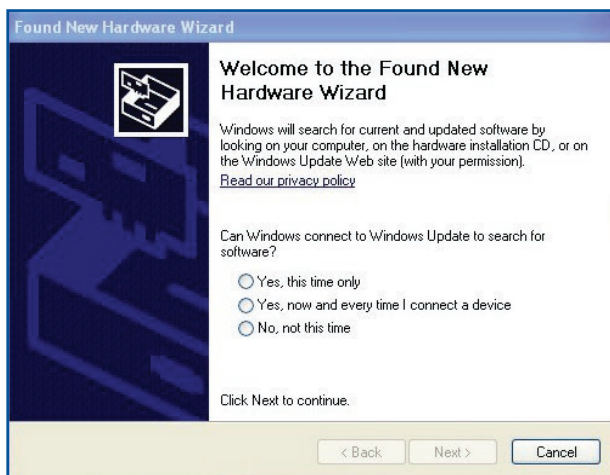 Found New Hardware Wizard
Welcome to the Found New
Hardware Wizard
Windows will search for current and updated software by
looking on your computer, on the hardware installation CD, or on
the Windows Update Web site (with your permission).
Read our privacy policy
Can Windows connect to Windows Update to search for
software?
Yes, this time only
Yes, now and every time I connect a device
No, not this time
Click Next to continue.
< Back Next > Cancel